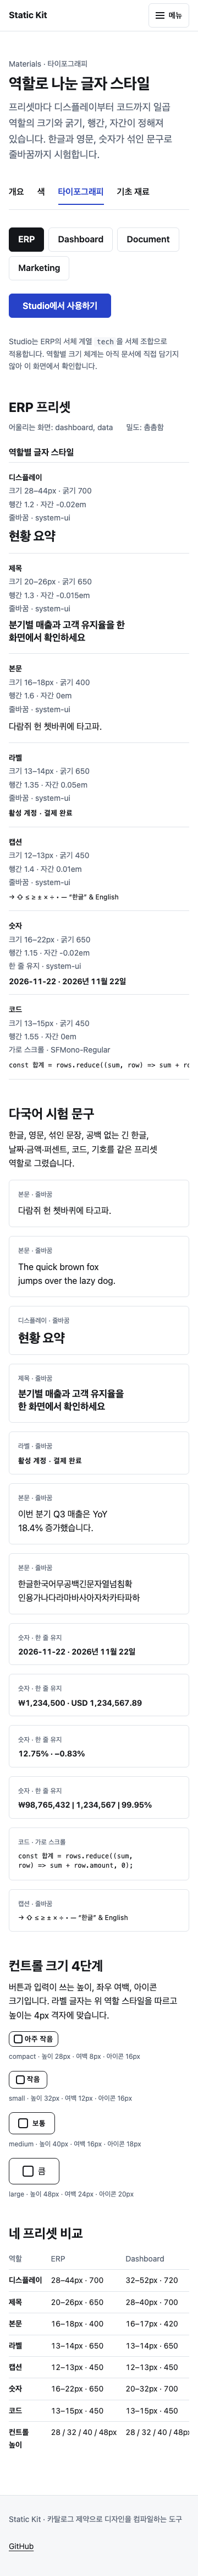 Static Kit
메뉴
Materials · 타이포그래피
역할로 나눈 글자 스타일
프리셋마다 디스플레이부터 코드까지 일곱
역할의 크기와 굵기, 행간, 자간이 정해져
있습니다. 한글과 영문, 숫자가 섞인 문구로
줄바꿈까지 시험합니다.
개요 색 타이포그래피 기초 재료
ERP Dashboard Document
Marketing
Studio에서 사용하기
Studio는 ERP의 서체 계열 tech 을 서체 조합으로
적용합니다. 역할별 크기 체계는 아직 문서에 직접 담기지
않아 이 화면에서 확인합니다.
ERP 프리셋
어울리는 화면: dashboard, data 밀도: 촘촘함
역할별 글자 스타일
디스플레이
크기 28–44px · 굵기 700
행간 1.2 · 자간 -0.02em
줄바꿈 · system-ui
현황 요약
제목
크기 20–26px · 굵기 650
행간 1.3 · 자간 -0.015em
줄바꿈 · system-ui
분기별 매출과 고객 유지율을 한
화면에서 확인하세요
본문
크기 16–18px · 굵기 400
행간 1.6 · 자간 0em
줄바꿈 · system-ui
다람쥐 헌 쳇바퀴에 타고파.
라벨
크기 13–14px · 굵기 650
행간 1.35 · 자간 0.05em
줄바꿈 · system-ui
활성 계정 · 결제 완료
캡션
크기 12–13px · 굵기 450
행간 1.4 · 자간 0.01em
줄바꿈 · system-ui
→ ⇧ ≤ ≥ ± × ÷ • — “한글” & English
숫자
크기 16–22px · 굵기 650
행간 1.15 · 자간 -0.02em
한 줄 유지 · system-ui
2026-11-22 · 2026년 11월 22일
코드
크기 13–15px · 굵기 450
행간 1.55 · 자간 0em
가로 스크롤 · SFMono-Regular
const 합계 = rows.reduce((sum, row) => sum + ro
다국어 시험 문구
한글, 영문, 섞인 문장, 공백 없는 긴 한글,
날짜·금액·퍼센트, 코드, 기호를 같은 프리셋
역할로 그렸습니다.
본문 · 줄바꿈
다람쥐 헌 쳇바퀴에 타고파.
본문 · 줄바꿈
The quick brown fox
jumps over the lazy dog.
디스플레이 · 줄바꿈
현황 요약
제목 · 줄바꿈
분기별 매출과 고객 유지율을
한 화면에서 확인하세요
라벨 · 줄바꿈
활성 계정 · 결제 완료
본문 · 줄바꿈
이번 분기 Q3 매출은 YoY
18.4% 증가했습니다.
본문 · 줄바꿈
한글한국어무공백긴문자열넘침확
인용가나다라마바사아자차카타파하
숫자 · 한 줄 유지
2026-11-22 · 2026년 11월 22일
숫자 · 한 줄 유지
₩1,234,500 · USD 1,234,567.89
숫자 · 한 줄 유지
12.75% · −0.83%
숫자 · 한 줄 유지
₩98,765,432 | 1,234,567 | 99.95%
코드 · 가로 스크롤
const 합계 = rows.reduce((sum,
row) => sum + row.amount, 0);
캡션 · 줄바꿈
→ ⇧ ≤ ≥ ± × ÷ • — “한글” & English
컨트롤 크기 4단계
버튼과 입력이 쓰는 높이, 좌우 여백, 아이콘
크기입니다. 라벨 글자는 위 역할 스타일을 따르고
높이는 4px 격자에 맞습니다.
아주 작음
compact · 높이 28px · 여백 8px · 아이콘 16px
작음
small · 높이 32px · 여백 12px · 아이콘 16px
보통
medium · 높이 40px · 여백 16px · 아이콘 18px
큼
large · 높이 48px · 여백 24px · 아이콘 20px
네 프리셋 비교
역할 ERP Dashboard
디스플레이 28–44px · 700 32–52px · 720
제목 20–26px · 650 28–40px · 700
본문 16–18px · 400 16–17px · 420
라벨 13–14px · 650 13–14px · 650
캡션 12–13px · 450 12–13px · 450
숫자 16–22px · 650 20–32px · 700
코드 13–15px · 450 13–15px · 450
컨트롤 28 / 32 / 40 / 48px 28 / 32 / 40 / 48px
높이
Static Kit · 카탈로그 제약으로 디자인을 컴파일하는 도구
GitHub